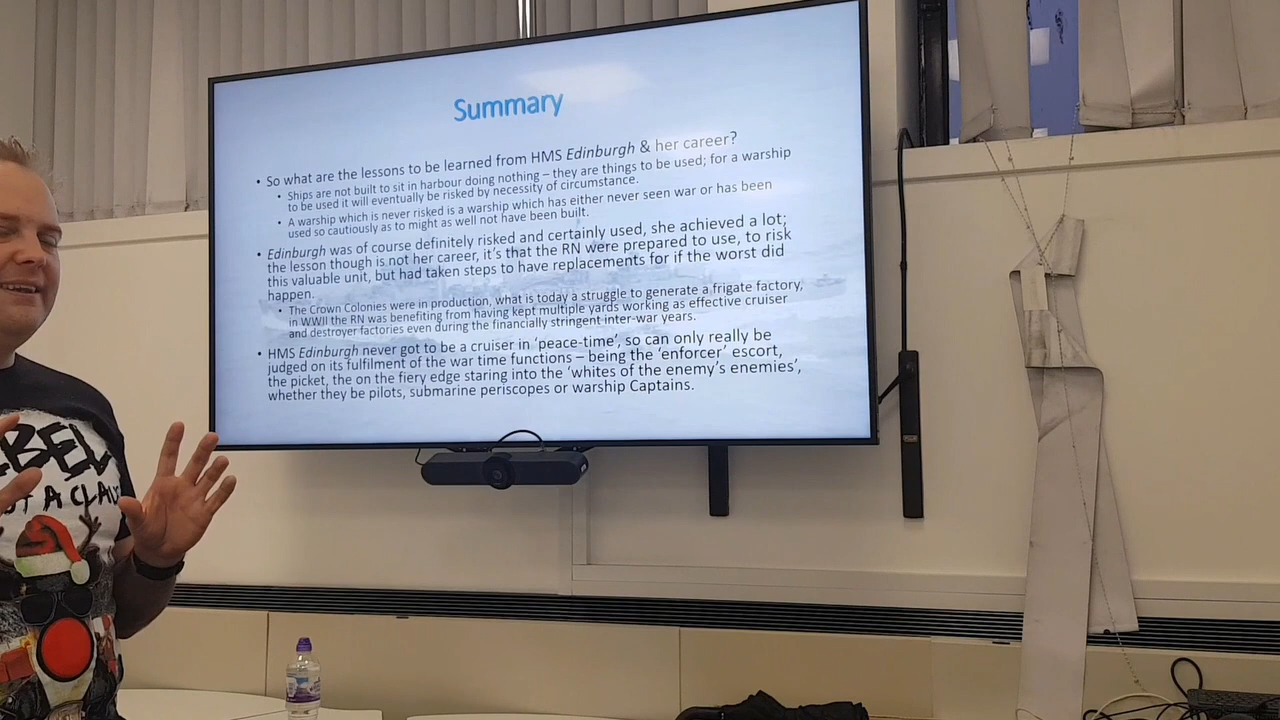 Summary
• So what are the lessons to be learned from HMS Edinburgh & her career?
• Ships are not built to sit in harbour doing nothing – they are things to be used; for a warship
to be used it will eventually be risked by necessity of circumstance.
• A warship which is never risked is a warship which has either never seen war or has been
used so cautiously as to might as well not have been built.
• Edinburgh was of course definitely risked and certainly used, she achieved a lot;
the lesson though is not her career, it's that the RN were prepared to use, to risk
this valuable unit, but had taken steps to have replacements for if the worst did
happen.
• The Crown Colonies were in production, what is today a struggle to generate a frigate factory,
in WWII the RN was benefiting from having kept multiple yards working as effective cruiser
and destroyer factories even during the financially stringent inter-war years.
• HMS Edinburgh never got to be a cruiser in 'peace-time', so can only really be
judged on its fulfilment of the war time functions – being the 'enforcer' escort,
the picket, the on the fiery edge staring into the 'whites of the enemy's enemies',
whether they be pilots, submarine periscopes or warship Captains.
EBEL
A CLAUS